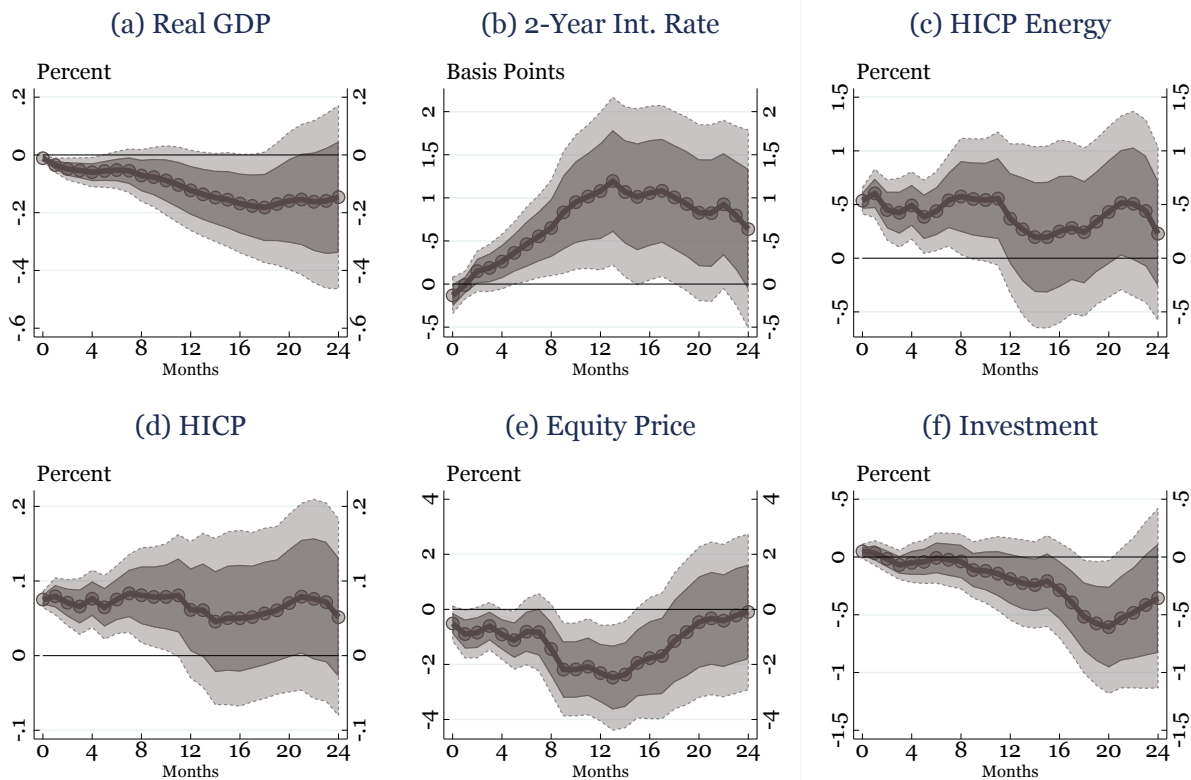 (a) Real GDP
Percent
.2 .2
0 0
-.2 -.2
-.4 -.4
-.6 -.6
0 4 8 12 16 20 24
Months
(b) 2-Year Int. Rate
Basis Points
2 2
1.5 1.5
1 1
.5 .5
0 0
-.5 -.5
0 4 8 12 16 20 24
Months
(c) HICP Energy
Percent
1.5 1.5
1 1
.5 .5
0 0
-.5 -.5
0 4 8 12 16 20 24
Months
(d) HICP
Percent
.2 .2
.1 .1
0 0
-.1 -.1
0 4 8 12 16 20 24
Months
(e) Equity Price
Percent
4 4
2 2
0 0
-2 -2
-4 -4
0 4 8 12 16 20 24
Months
(f) Investment
Percent
.5 .5
0 0
-.5 -.5
-1 -1
-1.5 -1.5
0 4 8 12 16 20 24
Months